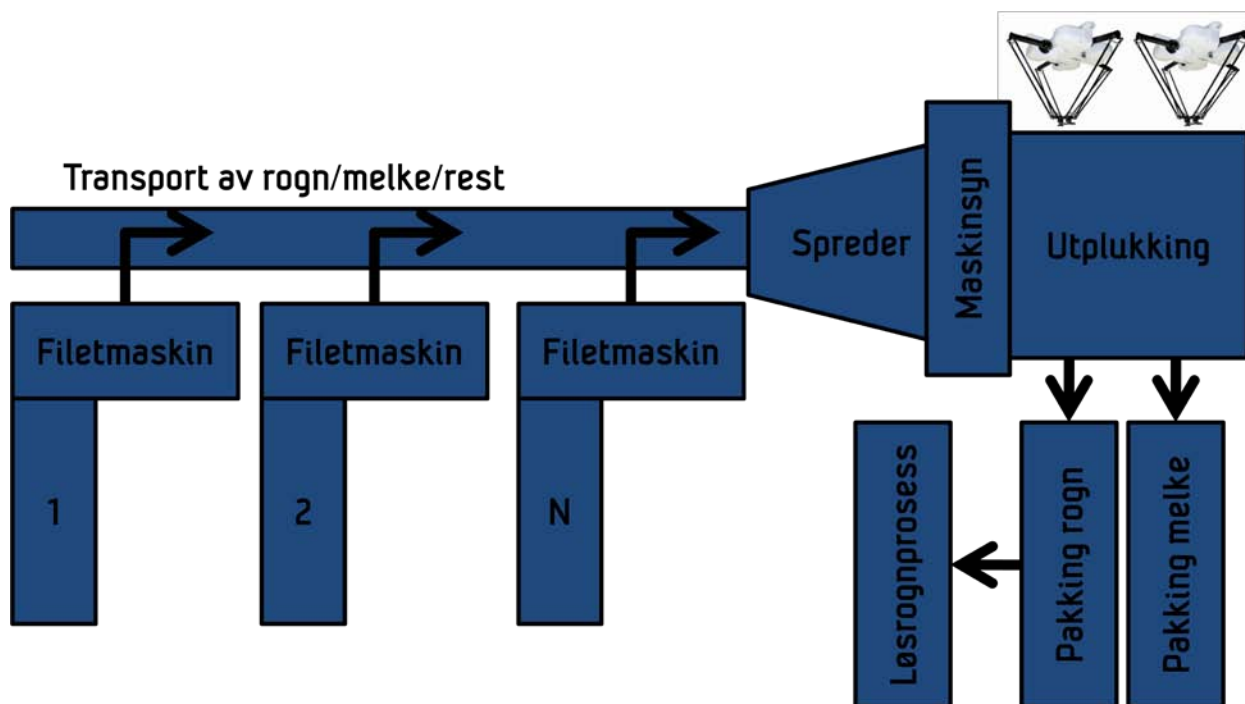 Transport av rogn/melke/rest
Spreder
Maskinsyn
Utplukking
Filetmaskin
Filetmaskin
Filetmaskin
1
2
N
Løsrognprosess
Pakking rogn
Pakking melke